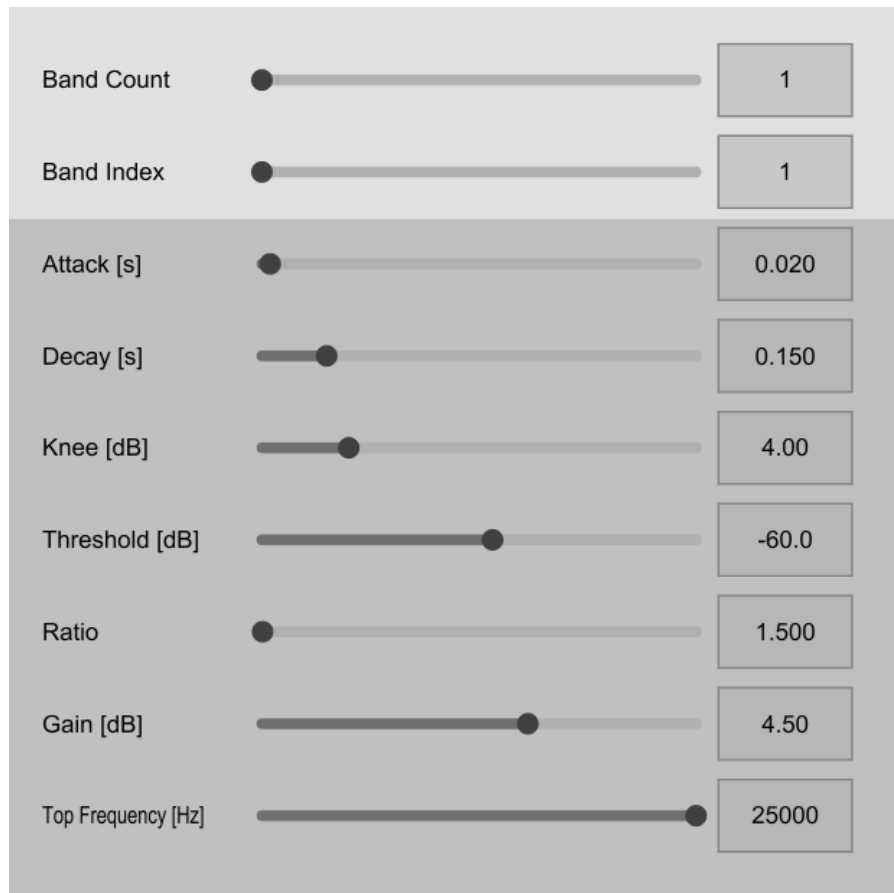 Band Count 1
Band Index 1
Attack [s] 0.020
Decay [s] 0.150
Knee [dB] 4.00
Threshold [dB] -60.0
Ratio 1.500
Gain [dB] 4.50
Top Frequency [Hz] 25000